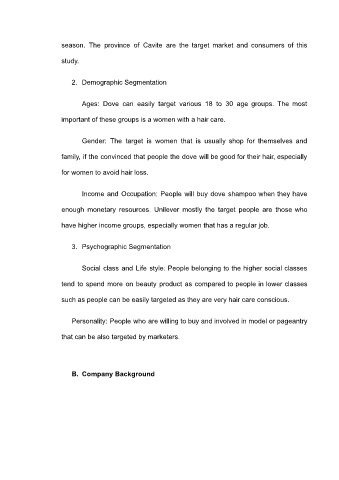 season. The province of Cavite are the target market and consumers of this
study.
2. Demographic Segmentation
Ages: Dove can easily target various 18 to 30 age groups. The most
important of these groups is a women with a hair care.
Gender: The target is women that is usually shop for themselves and
family, if the convinced that people the dove will be good for their hair, especially
for women to avoid hair loss.
Income and Occupation: People will buy dove shampoo when they have
enough monetary resources. Unilever mostly the target people are those who
have higher income groups, especially women that has a regular job.
3. Psychographic Segmentation
Social class and Life style: People belonging to the higher social classes
tend to spend more on beauty product as compared to people in lower classes
such as people can be easily targeted as they are very hair care conscious.
Personality: People who are willing to buy and involved in model or pageantry
that can be also targeted by marketers.
B. Company Background